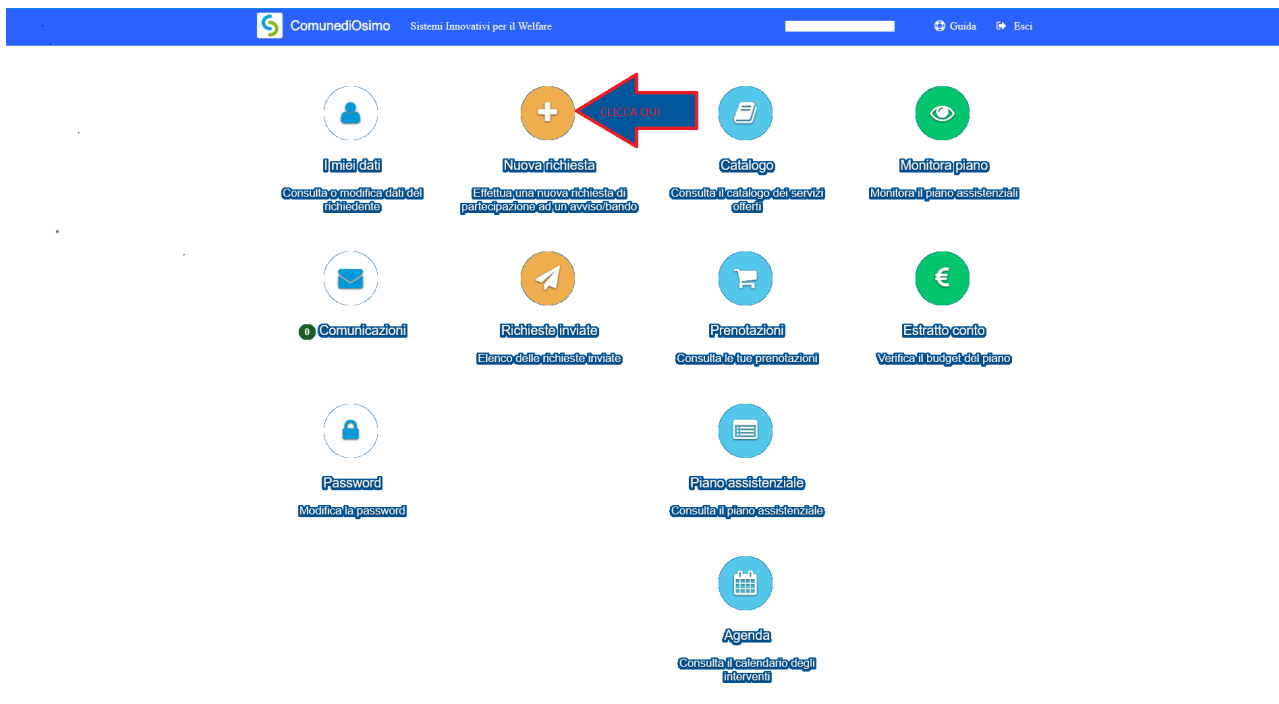 ComunediOsimo Sistemi Innovativi per il Welfare Guida Esci
CLICCA QUI
I miei dati
Consulta o modifica dati del
richiedente
Nuova richiesta
Effettua una nuova richiesta di
partecipazione ad un avviso/bando
Catalogo
Consulta il catalogo dei servizi
offerti
Monitora piano
Monitora il piano assistenziali
0 Comunicazioni
Richieste inviate
Elenco delle richieste inviate
Prenotazioni
Consulta le tue prenotazioni
Estratto conto
Verifica il budget del piano
Password
Modifica la password
Piano assistenziale
Consulta il piano assistenziale
Agenda
Consulta il calendario degli
interventi